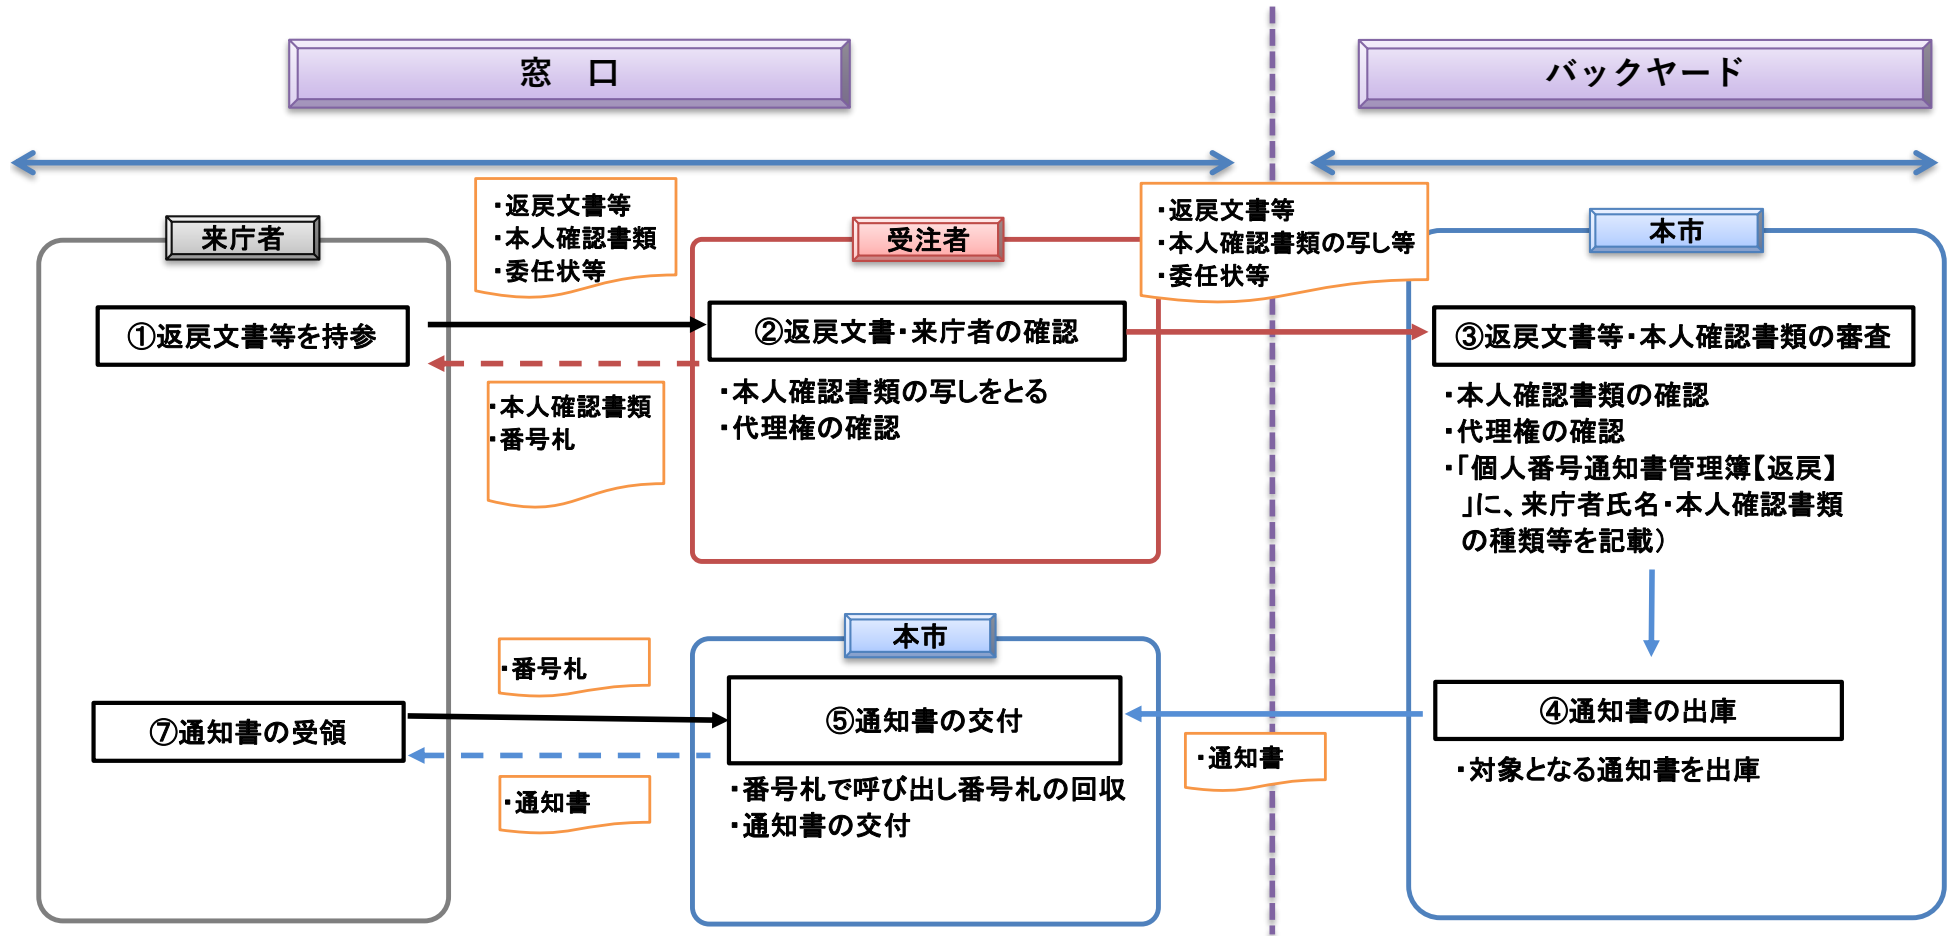 窓　口
バックヤード
来庁者
・返戻文書等
・本人確認書類
・委任状等
受注者
・返戻文書等
・本人確認書類の写し等
・委任状等
本市
①返戻文書等を持参
②返戻文書・来庁者の確認
③返戻文書等・本人確認書類の審査
・本人確認書類
・番号札
・本人確認書類の写しをとる
・代理権の確認
・本人確認書類の確認
・代理権の確認
・「個人番号通知書管理簿【返戻】
」に、来庁者氏名・本人確認書類
の種類等を記載）
本市
・番号札
⑦通知書の受領
⑤通知書の交付
④通知書の出庫
・通知書
・通知書
・番号札で呼び出し番号札の回収
・通知書の交付
・対象となる通知書を出庫